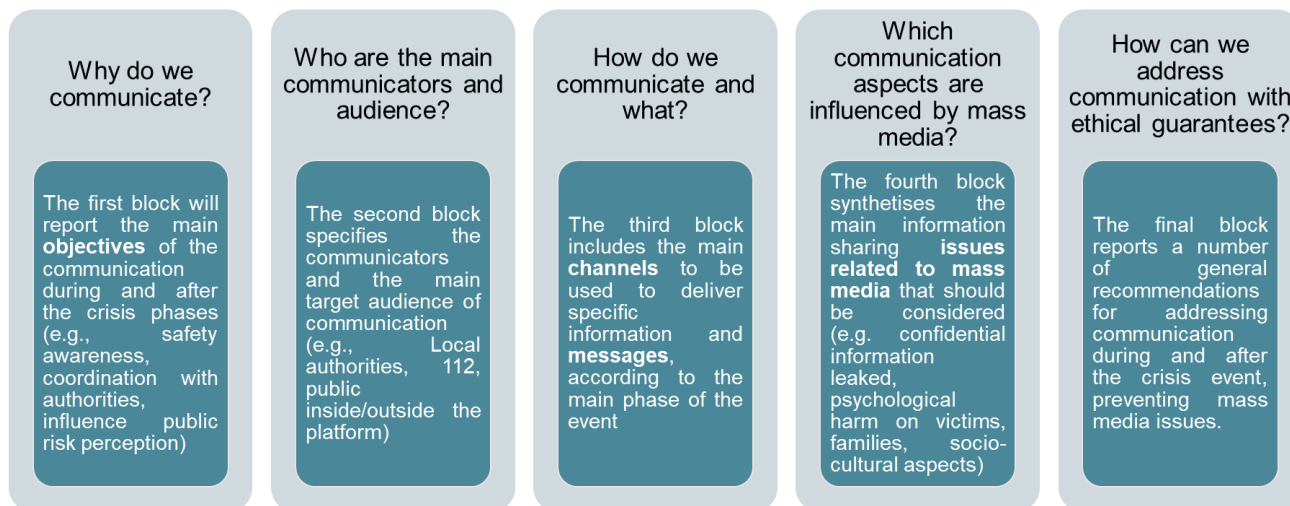 Why do we
communicate?
The first block will
report the main
objectives of the
communication
during and after
the crisis phases
(e.g., safety
awareness,
coordination with
authorities,
influence public
risk perception)
Who are the main
communicators and
audience?
The second block
specifies the
communicators
and the main
target audience of
communication
(e.g., Local
authorities, 112,
public
inside/outside the
platform)
How do we
communicate and
what?
The third block
includes the main
channels to be
used to deliver
specific
information and
messages,
according to the
main phase of the
event
Which
communication
aspects are
influenced by mass
media?
The fourth block
synthetises the
main information
sharing issues
related to mass
media that should
be considered
(e.g. confidential
information
leaked,
psychological
harm on victims,
families, socio-
cultural aspects)
How can we
address
communication with
ethical guarantees?
The final block
reports a number
of general
recommendations
for addressing
communication
during and after
the crisis event,
preventing mass
media issues.